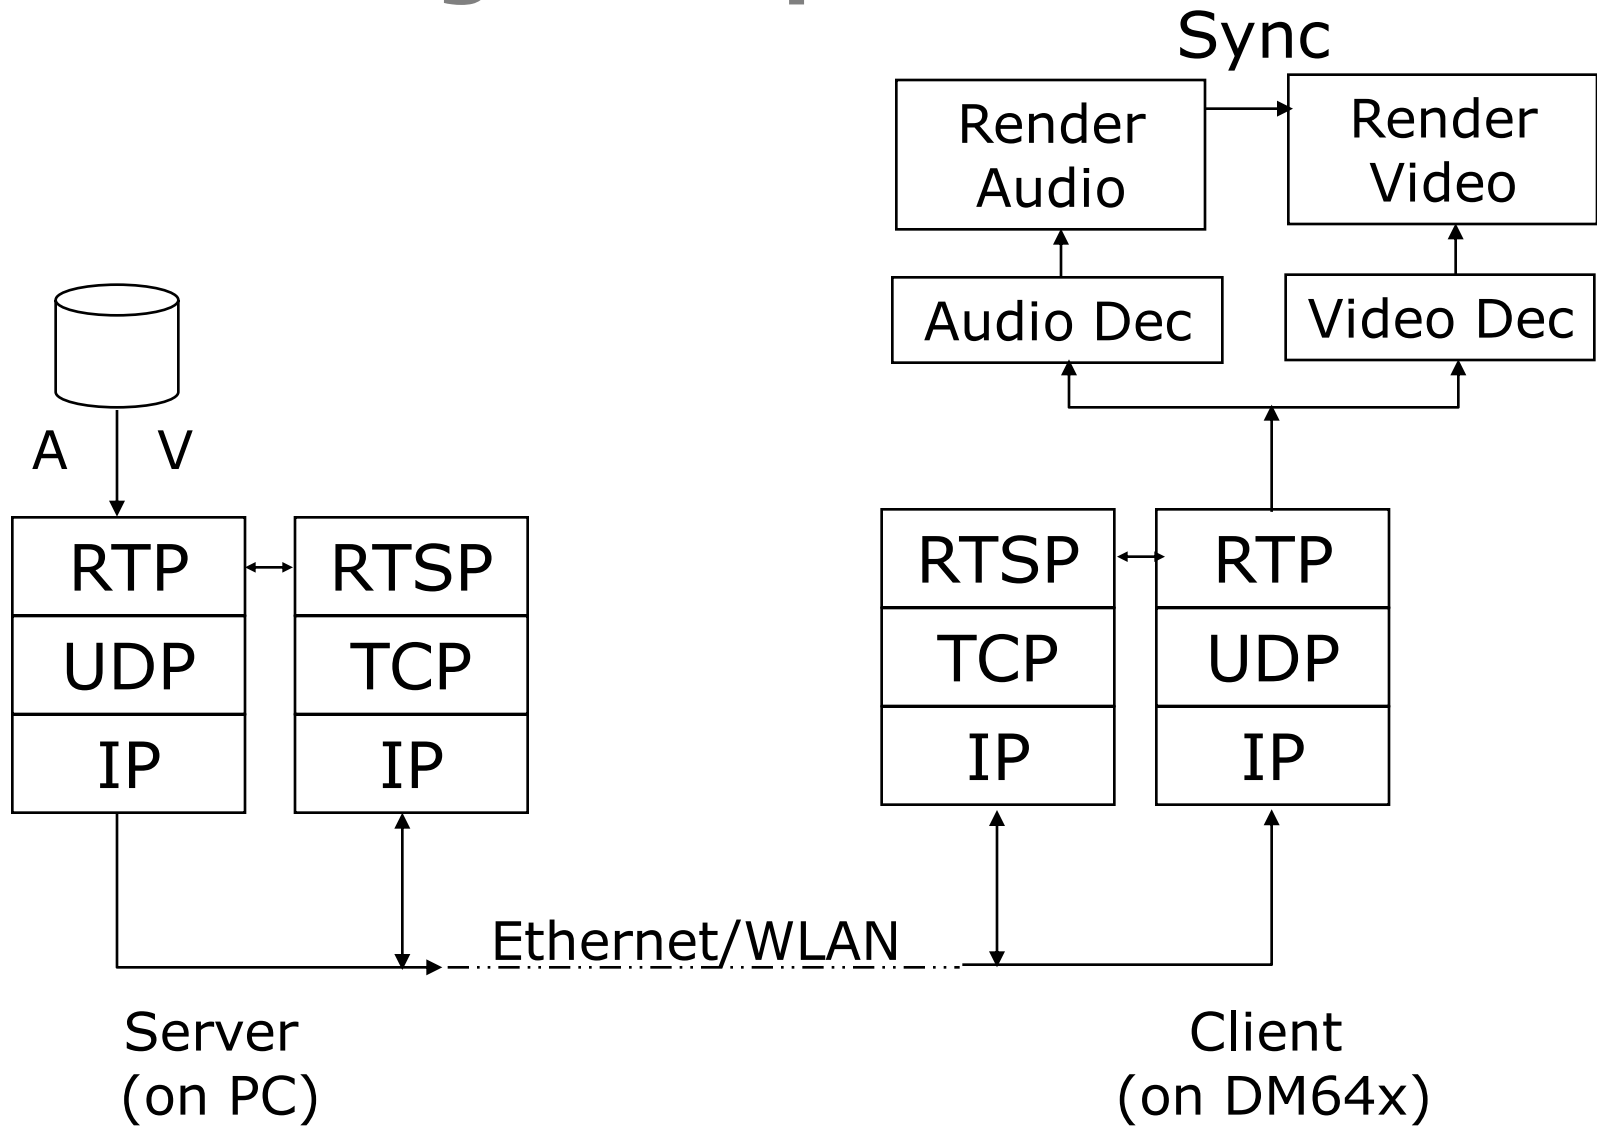 Sync
Render
Audio
Render
Video
Audio Dec
Video Dec
A V
RTP
UDP
IP
RTSP
TCP
IP
RTSP
TCP
IP
RTP
UDP
IP
Ethernet/WLAN
Server
(on PC)
Client
(on DM64x)